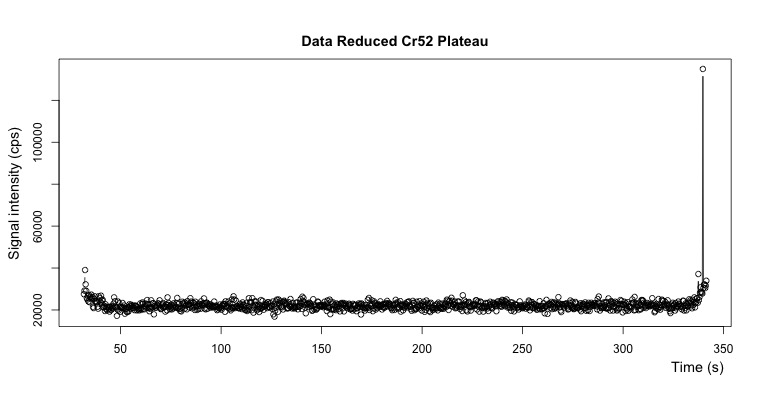 Data Reduced Cr52 Plateau
Signal intensity (cps)
100000
60000
20000
50 100 150 200 250 300 350
Time (s)